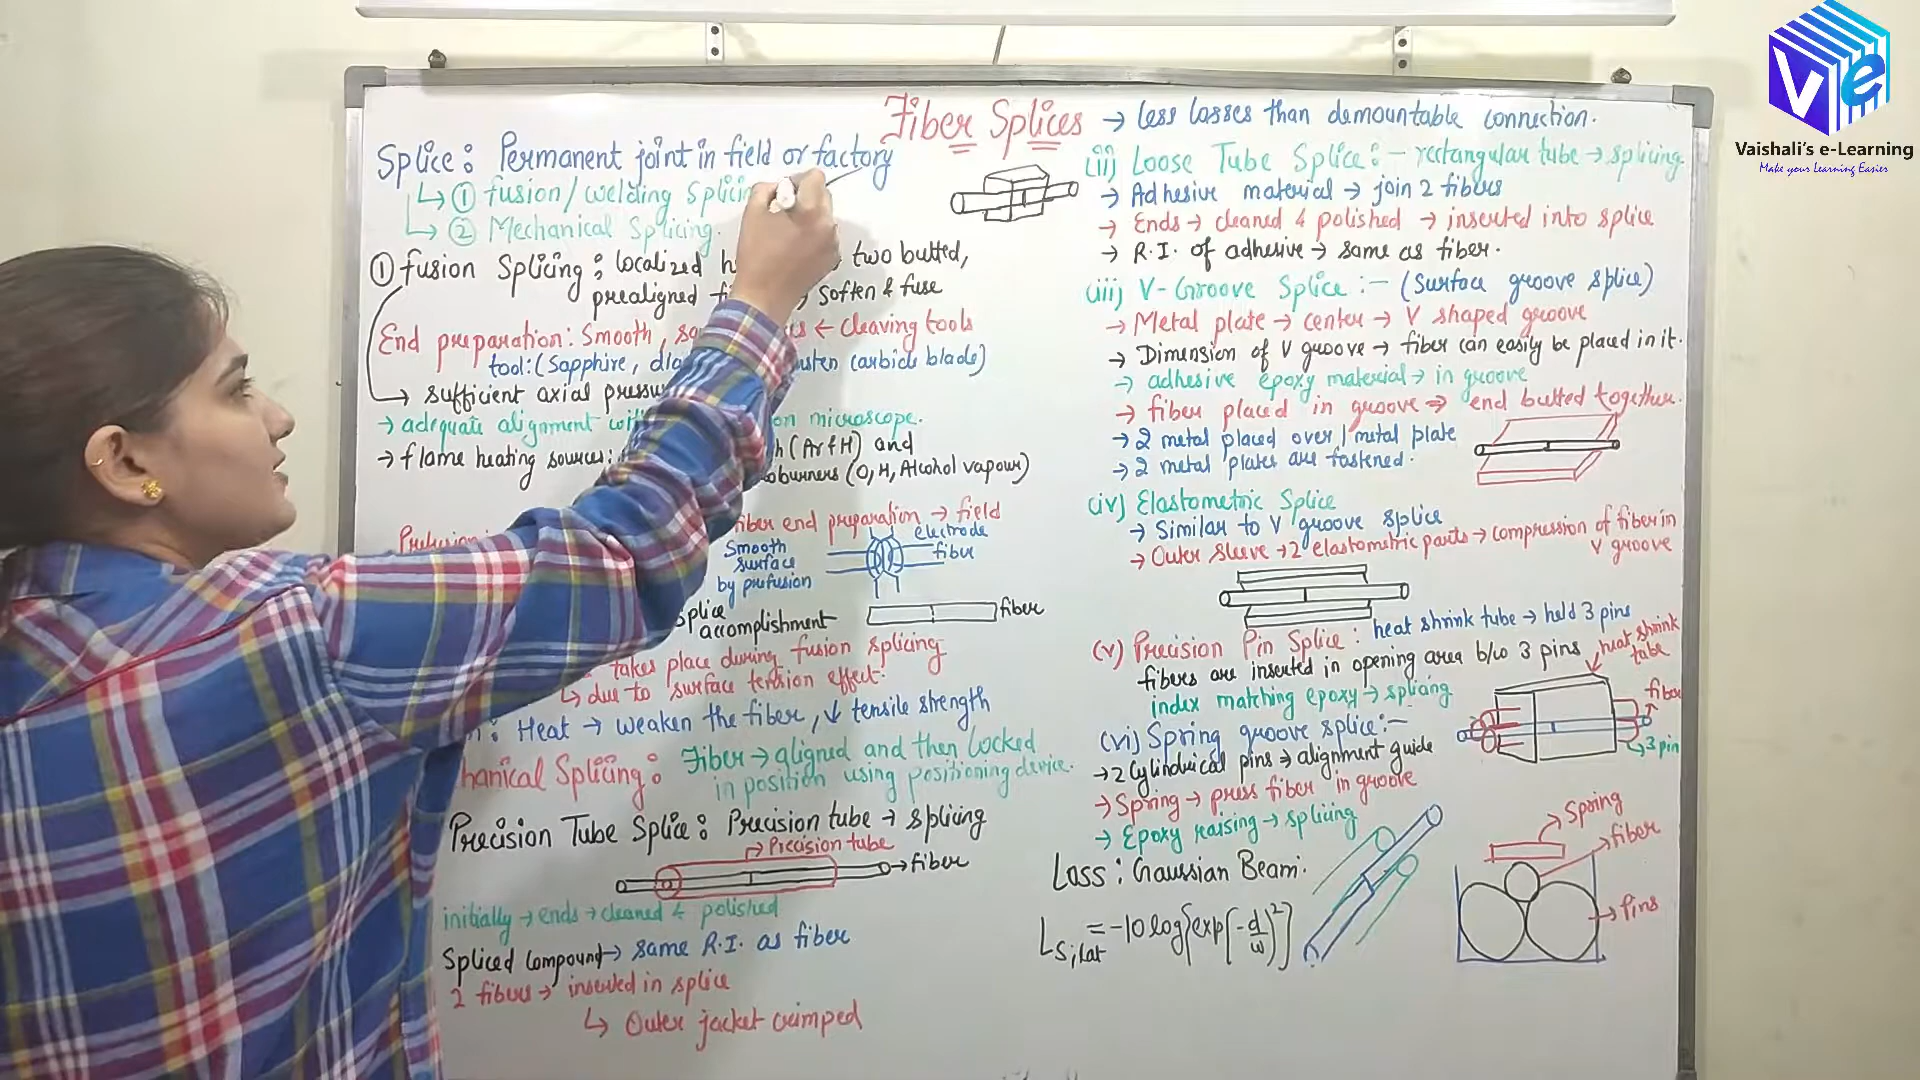 Fiber Splices → Less losses than demountable connection.
Splice: Permanent joint in field or factory
↳ ① fusion/welding
↳ ② Mechanical Splicing.
① fusion Splicing: localized two butted,
prealigned soften & fuse
End preparation: Smooth, ← cleaving tools
tool: (Sapphire, carbide blade)
→ sufficient axial
→ adequate alignment microscope.
→ flame heating sources: (Ar & H) and
(O, H, Alcohol vapour)
fiber end preparation → field
electrode
Smooth surface by prefusion
fiber
splice accomplishment
fiber
takes place during fusion splicing
↳ due to surface tension effect.
: Heat → weaken the fiber, ↓ tensile strength
Splicing: Fiber → aligned and then locked
in position using positioning device.
Precision Tube Splice: Precision tube → splicing
→ Precision tube
→ fiber
initially → ends → cleaned & polished
Spliced Compound → same R.I. as fiber
2 fibers → inserted in splice
↳ Outer jacket crimped
(ii) Loose Tube Splice:- rectangular tube → splicing
→ Adhesive material → join 2 fibers
→ Ends → cleaned & polished → inserted into splice
→ R.I. of adhesive → same as fiber.
(iii) V-Groove Splice:- (Surface groove splice)
→ Metal plate → center → V shaped groove
→ Dimension of V groove → fiber can easily be placed in it.
→ adhesive epoxy material → in groove
→ fiber placed in groove ⇒ end butted together.
→ 2 metal placed over 1 metal plate
→ 2 metal plates are fastened.
(iv) Elastometric Splice
→ Similar to V groove splice
→ Outer sleeve → 2 elastometric parts → compression of fiber in
V groove
(v) Precision Pin Splice: heat shrink tube → held 3 pins
fibers are inserted in opening area b/w 3 pins
heat shrink tube
index matching epoxy → splicing
fiber
3 pin
(vi) Spring groove splice:-
→ 2 Cylindrical pins → alignment guide
→ Spring → press fiber in groove
→ Epoxy raising → splicing
Spring
fiber
→ Pins
Loss: Gaussian Beam.
L_S,lat = -10 log{exp(-d/ω)²}
Ve
Vaishali's e-Learning
Make your Learning Easier